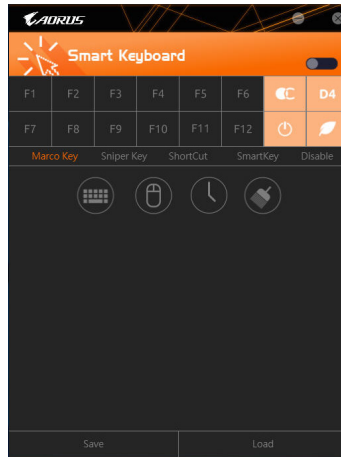 AORUS
Smart Keyboard
F1 F2 F3 F4 F5 F6 D4
F7 F8 F9 F10 F11 F12
Marco Key Sniper Key ShortCut SmartKey Disable
Save Load